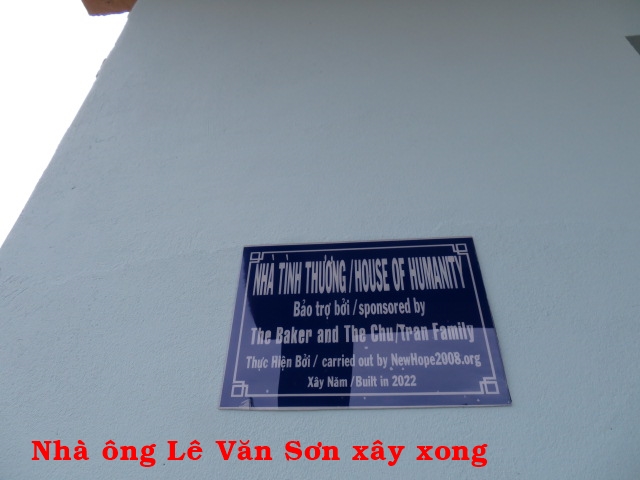 NHÀ TÌNH THƯƠNG / HOUSE OF HUMANITY
Bảo trợ bởi / sponsored by
The Baker and The Chu/Tran Family
Thực Hiện Bởi / carried out by NewHope2008.org
Xây Năm / Built in 2022
Nhà ông Lê Văn Sơn xây xong